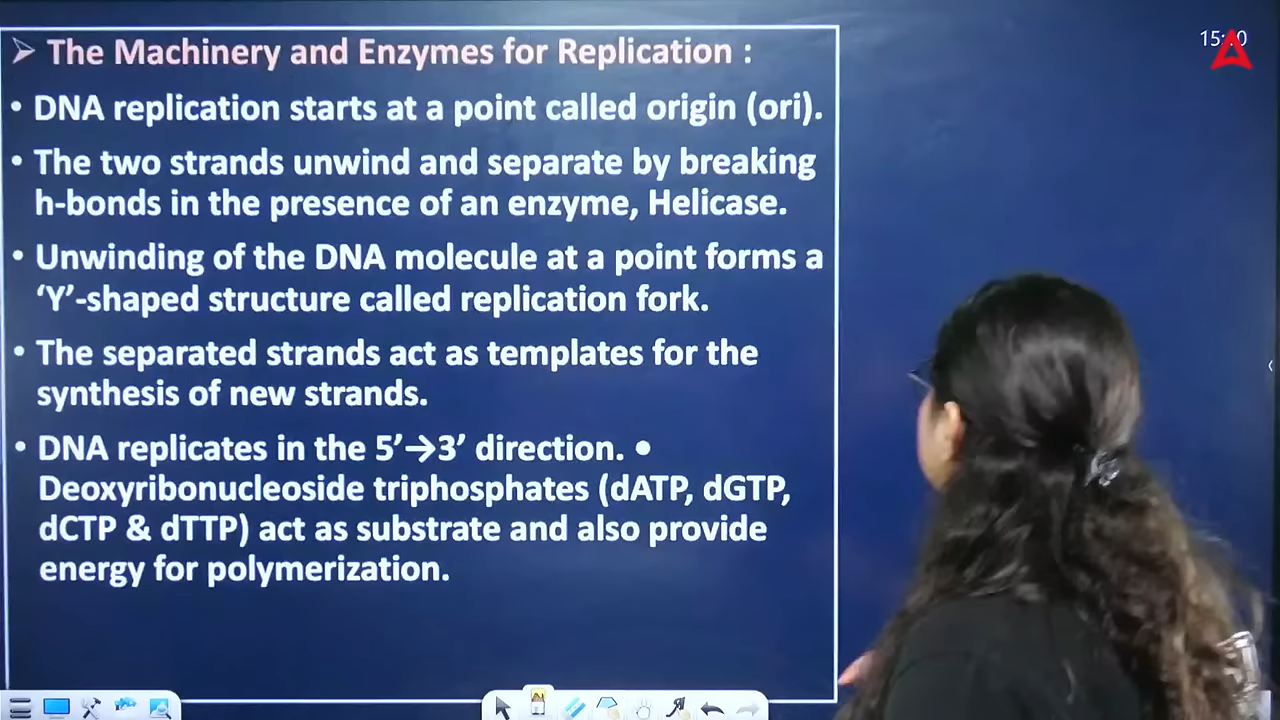 ➢ The Machinery and Enzymes for Replication :
• DNA replication starts at a point called origin (ori).
• The two strands unwind and separate by breaking
h-bonds in the presence of an enzyme, Helicase.
• Unwinding of the DNA molecule at a point forms a
‘Y’-shaped structure called replication fork.
• The separated strands act as templates for the
synthesis of new strands.
• DNA replicates in the 5’→3’ direction. •
Deoxyribonucleoside triphosphates (dATP, dGTP,
dCTP & dTTP) act as substrate and also provide
energy for polymerization.